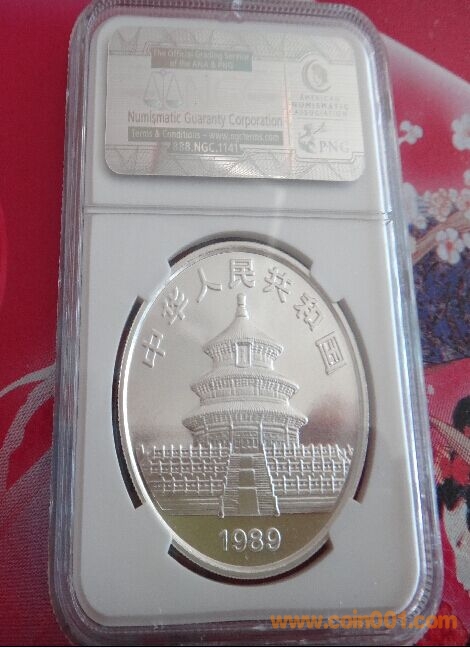 The Official Grading Service
of the ANA & PNG
Numismatic Guaranty Corporation
Terms & Conditions – www.ngcterms.com
888.NGC.1141
AMERICAN
NUMISMATIC
ASSOCIATION
PNG
中华人民共和国
1989
www.coin001.com